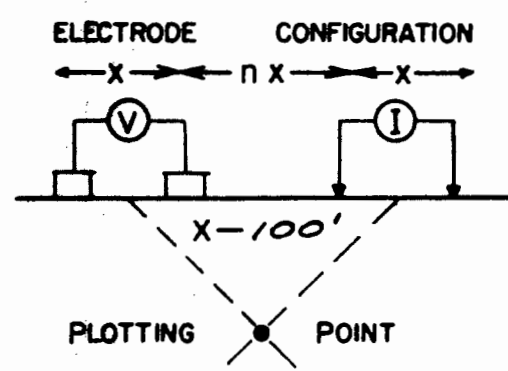 ELECTRODE CONFIGURATION
X n X X
V I
X-100'
PLOTTING POINT